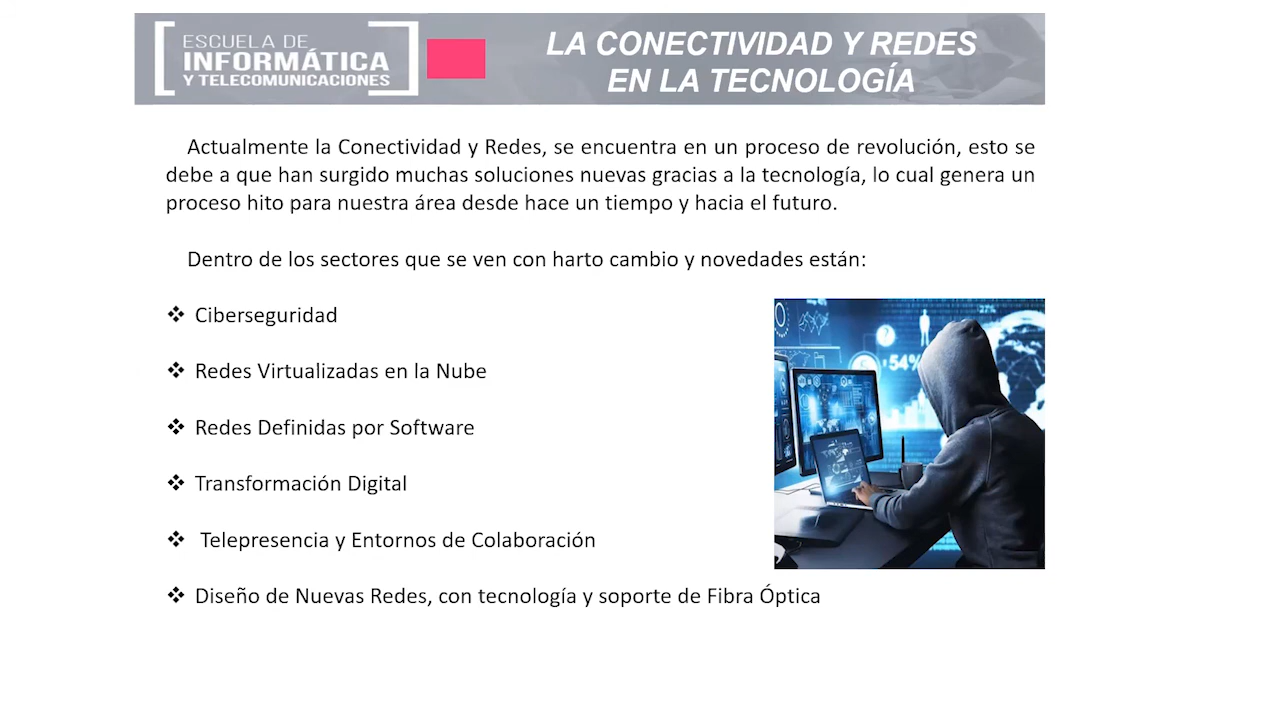 ESCUELA DE
INFORMÁTICA
Y TELECOMUNICACIONES
LA CONECTIVIDAD Y REDES
EN LA TECNOLOGÍA
Actualmente la Conectividad y Redes, se encuentra en un proceso de revolución, esto se
debe a que han surgido muchas soluciones nuevas gracias a la tecnología, lo cual genera un
proceso hito para nuestra área desde hace un tiempo y hacia el futuro.
Dentro de los sectores que se ven con harto cambio y novedades están:
❖ Ciberseguridad
❖ Redes Virtualizadas en la Nube
❖ Redes Definidas por Software
❖ Transformación Digital
❖ Telepresencia y Entornos de Colaboración
❖ Diseño de Nuevas Redes, con tecnología y soporte de Fibra Óptica
54%